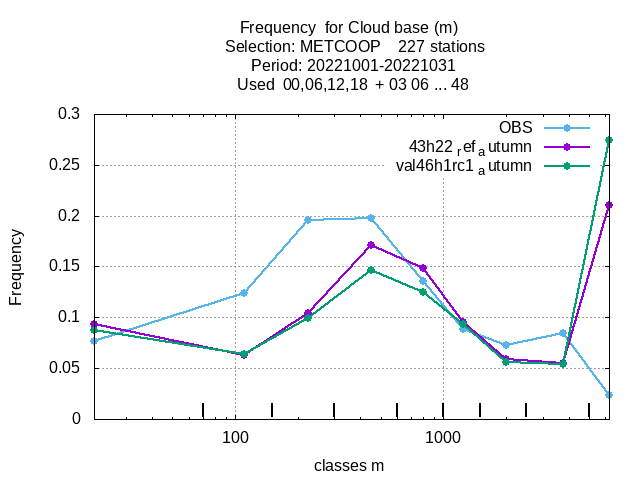 Frequency for Cloud base (m)
Selection: METCOOP 227 stations
Period: 20221001-20221031
Used 00,06,12,18 + 03 06 ... 48
0.3
OBS
43h22 ref autumn
val46h1rc1 autumn
0.25
0.2
0.15
0.1
0.05
0
Frequency
100
1000
classes m